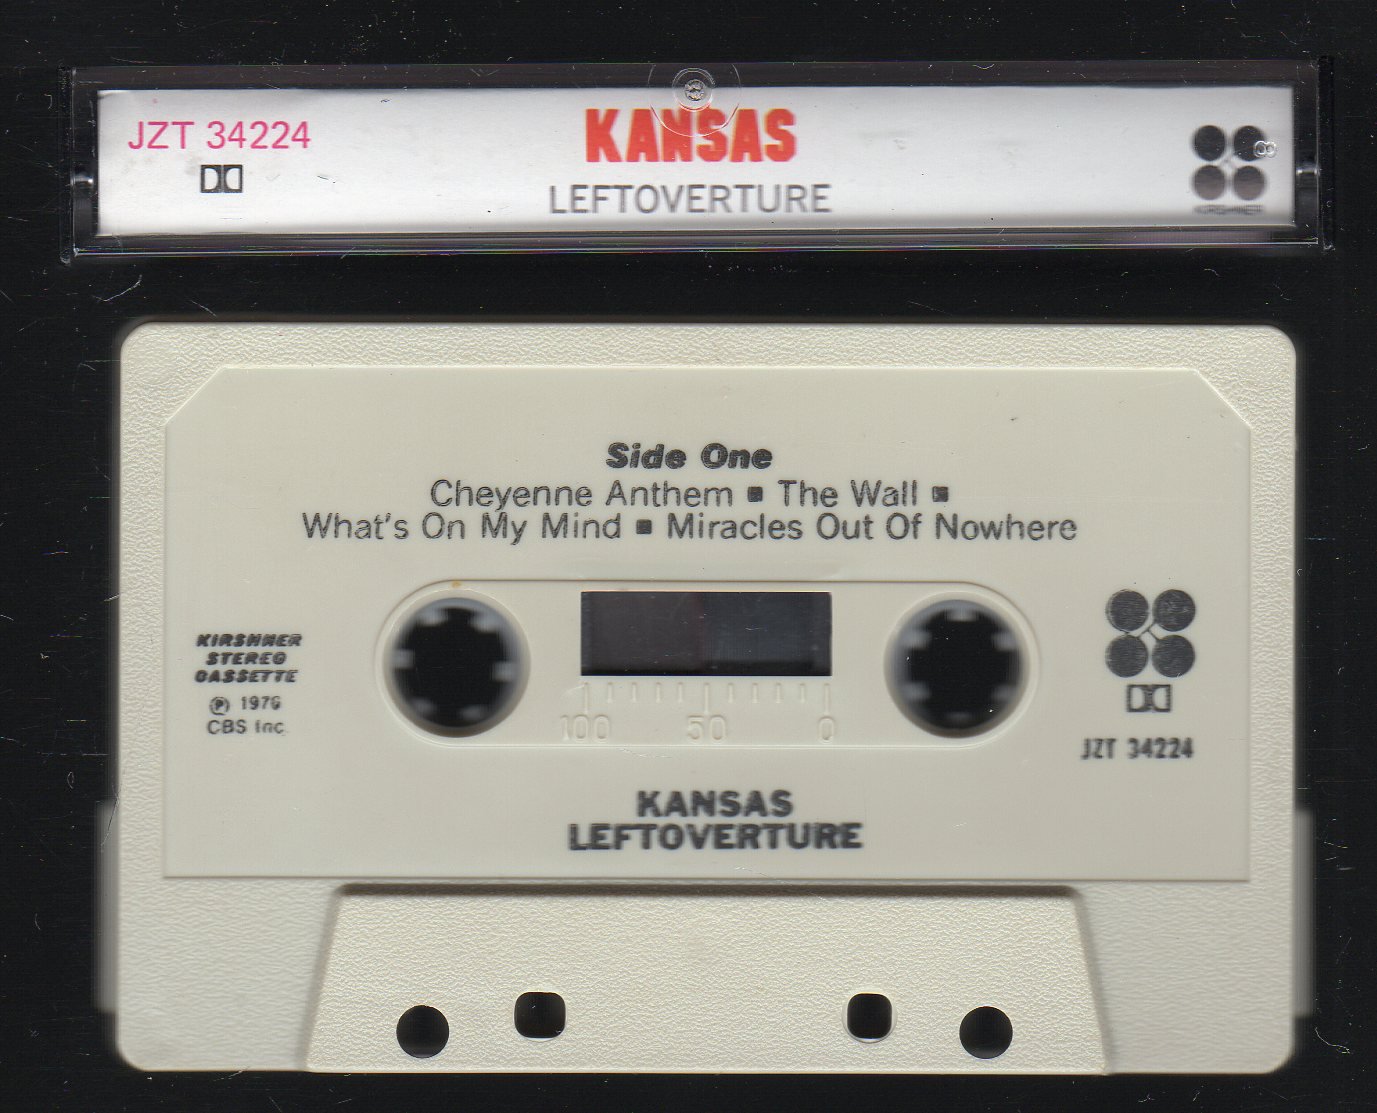 JZT 34224
KANSAS
LEFTOVERTURE
KIRSHNER
Side One
Cheyenne Anthem ▪ The Wall ▪
What's On My Mind ▪ Miracles Out Of Nowhere
KIRSHNER
STEREO
CASSETTE
℗ 1976
CBS Inc.
100 50 0
JZT 34224
KANSAS
LEFTOVERTURE